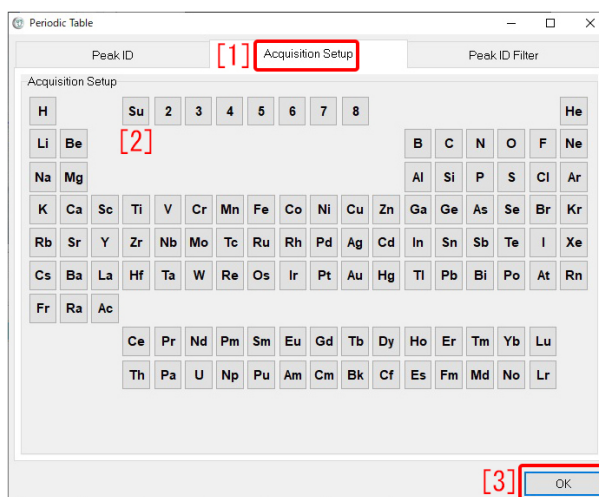 Periodic Table
Peak ID [1] Acquisition Setup Peak ID Filter
Acquisition Setup
H Su 2 3 4 5 6 7 8 He
Li Be [2] B C N O F Ne
Na Mg Al Si P S Cl Ar
K Ca Sc Ti V Cr Mn Fe Co Ni Cu Zn Ga Ge As Se Br Kr
Rb Sr Y Zr Nb Mo Tc Ru Rh Pd Ag Cd In Sn Sb Te I Xe
Cs Ba La Hf Ta W Re Os Ir Pt Au Hg Tl Pb Bi Po At Rn
Fr Ra Ac
Ce Pr Nd Pm Sm Eu Gd Tb Dy Ho Er Tm Yb Lu
Th Pa U Np Pu Am Cm Bk Cf Es Fm Md No Lr
[3] OK